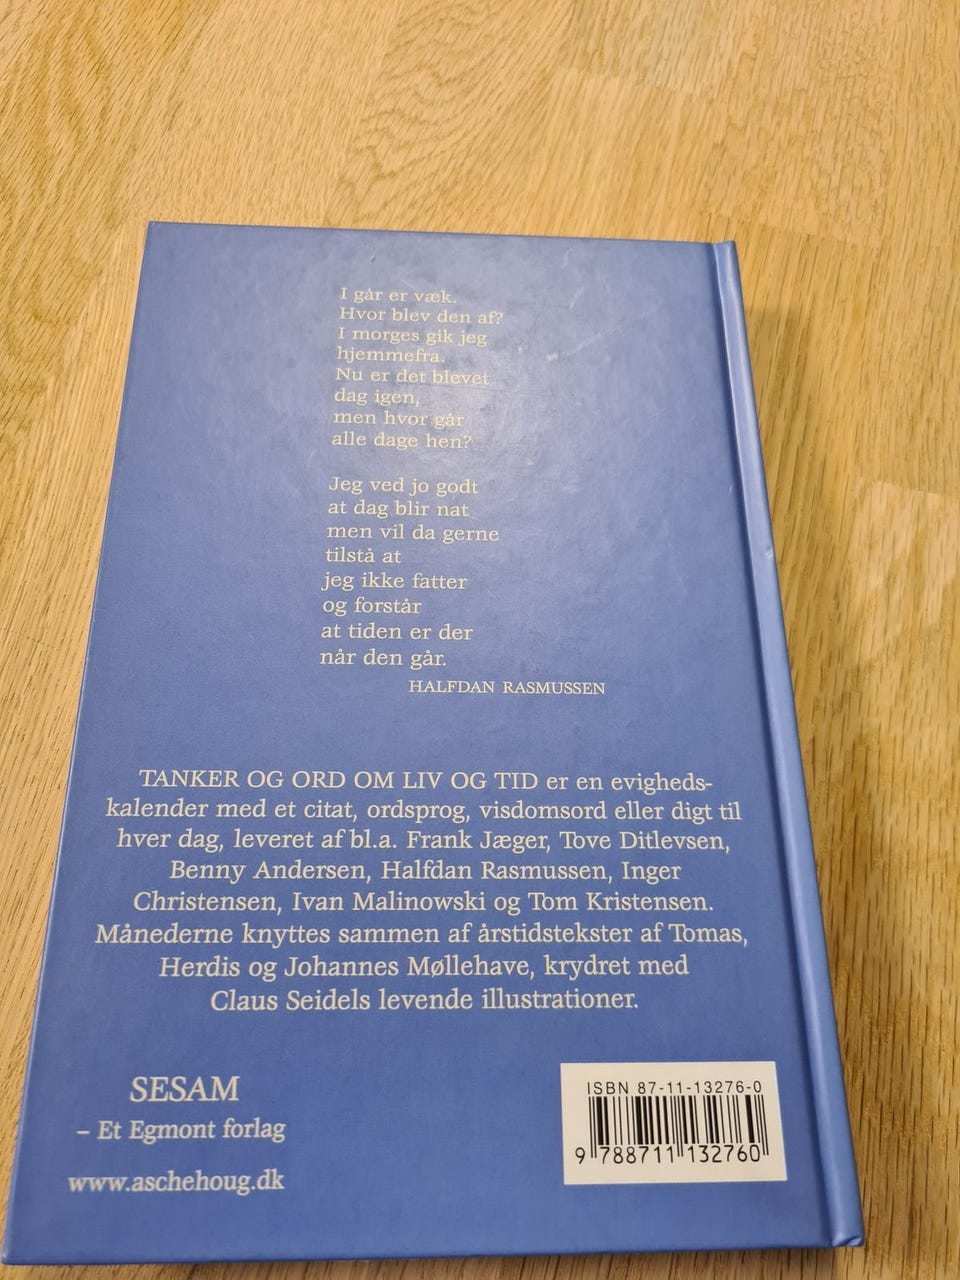 I går er væk.
Hvor blev den af?
I morges gik jeg
hjemmefra.
Nu er det blevet
dag igen,
men hvor går
alle dage hen?
Jeg ved jo godt
at dag blir nat
men vil da gerne
tilstå at
jeg ikke fatter
og forstår
at tiden er der
når den går.
HALFDAN RASMUSSEN
TANKER OG ORD OM LIV OG TID er en evigheds-
kalender med et citat, ordsprog, visdomsord eller digt til
hver dag, leveret af bl.a. Frank Jæger, Tove Ditlevsen,
Benny Andersen, Halfdan Rasmussen, Inger
Christensen, Ivan Malinowski og Tom Kristensen.
Månederne knyttes sammen af årstidstekster af Tomas,
Herdis og Johannes Møllehave, krydret med
Claus Seidels levende illustrationer.
SESAM
– Et Egmont forlag
www.aschehoug.dk
ISBN 87-11-13276-0
9 788711 132760